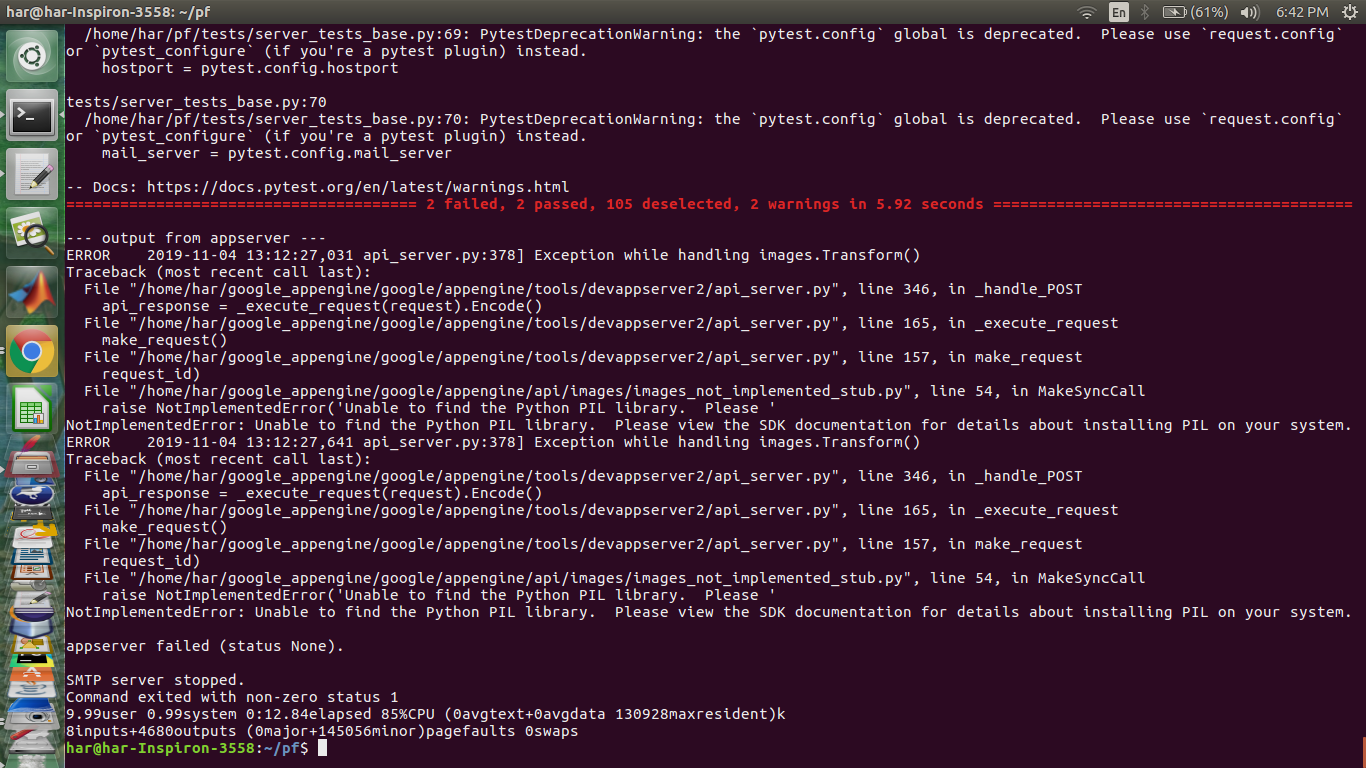 har@har-Inspiron-3558: ~/pf
En
(61%)
6:42 PM
/home/har/pf/tests/server_tests_base.py:69: PytestDeprecationWarning: the `pytest.config` global is deprecated.  Please use `request.config`
or `pytest_configure` (if you're a pytest plugin) instead.
    hostport = pytest.config.hostport
tests/server_tests_base.py:70
  /home/har/pf/tests/server_tests_base.py:70: PytestDeprecationWarning: the `pytest.config` global is deprecated.  Please use `request.config`
or `pytest_configure` (if you're a pytest plugin) instead.
    mail_server = pytest.config.mail_server
-- Docs: https://docs.pytest.org/en/latest/warnings.html
======================================= 2 failed, 2 passed, 105 deselected, 2 warnings in 5.92 seconds ========================================
--- output from appserver ---
ERROR    2019-11-04 13:12:27,031 api_server.py:378] Exception while handling images.Transform()
Traceback (most recent call last):
  File "/home/har/google_appengine/google/appengine/tools/devappserver2/api_server.py", line 346, in _handle_POST
    api_response = _execute_request(request).Encode()
  File "/home/har/google_appengine/google/appengine/tools/devappserver2/api_server.py", line 165, in _execute_request
    make_request()
  File "/home/har/google_appengine/google/appengine/tools/devappserver2/api_server.py", line 157, in make_request
    request_id)
  File "/home/har/google_appengine/google/appengine/api/images/images_not_implemented_stub.py", line 54, in MakeSyncCall
    raise NotImplementedError('Unable to find the Python PIL library.  Please '
NotImplementedError: Unable to find the Python PIL library.  Please view the SDK documentation for details about installing PIL on your system.
ERROR    2019-11-04 13:12:27,641 api_server.py:378] Exception while handling images.Transform()
Traceback (most recent call last):
  File "/home/har/google_appengine/google/appengine/tools/devappserver2/api_server.py", line 346, in _handle_POST
    api_response = _execute_request(request).Encode()
  File "/home/har/google_appengine/google/appengine/tools/devappserver2/api_server.py", line 165, in _execute_request
    make_request()
  File "/home/har/google_appengine/google/appengine/tools/devappserver2/api_server.py", line 157, in make_request
    request_id)
  File "/home/har/google_appengine/google/appengine/api/images/images_not_implemented_stub.py", line 54, in MakeSyncCall
    raise NotImplementedError('Unable to find the Python PIL library.  Please '
NotImplementedError: Unable to find the Python PIL library.  Please view the SDK documentation for details about installing PIL on your system.
appserver failed (status None).
SMTP server stopped.
Command exited with non-zero status 1
9.99user 0.99system 0:12.84elapsed 85%CPU (0avgtext+0avgdata 130928maxresident)k
8inputs+4680outputs (0major+145056minor)pagefaults 0swaps
har@har-Inspiron-3558:~/pf$